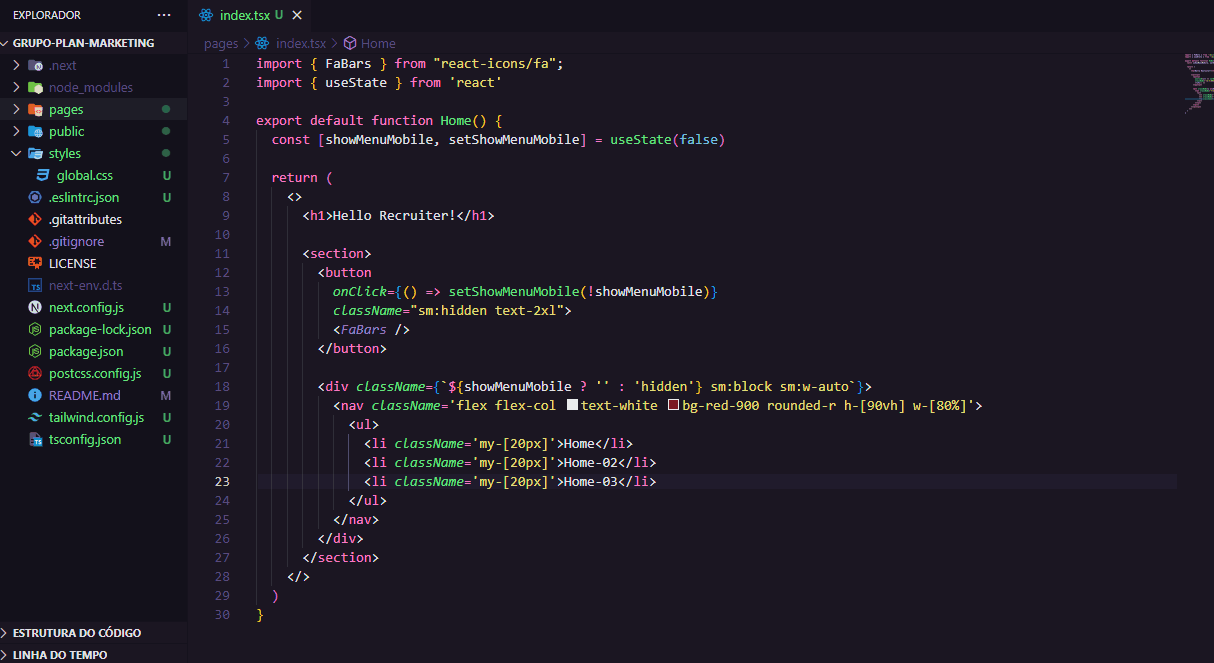 EXPLORADOR ···
GRUPO-PLAN-MARKETING
.next
node_modules
pages
public
styles
global.css U
.eslintrc.json U
.gitattributes
.gitignore M
LICENSE
next-env.d.ts
next.config.js U
package-lock.json U
package.json U
postcss.config.js U
README.md M
tailwind.config.js U
tsconfig.json U
ESTRUTURA DO CÓDIGO
LINHA DO TEMPO
index.tsx U
pages > index.tsx > Home
1 import { FaBars } from "react-icons/fa";
2 import { useState } from 'react'
3
4 export default function Home() {
5   const [showMenuMobile, setShowMenuMobile] = useState(false)
6
7   return (
8     <>
9       <h1>Hello Recruiter!</h1>
10
11       <section>
12         <button
13           onClick={() => setShowMenuMobile(!showMenuMobile)}
14           className="sm:hidden text-2xl">
15           <FaBars />
16         </button>
17
18         <div className={`${showMenuMobile ? '' : 'hidden'} sm:block sm:w-auto`}>
19           <nav className='flex flex-col text-white bg-red-900 rounded-r h-[90vh] w-[80%]'>
20             <ul>
21               <li className='my-[20px]'>Home</li>
22               <li className='my-[20px]'>Home-02</li>
23               <li className='my-[20px]'>Home-03</li>
24             </ul>
25           </nav>
26         </div>
27       </section>
28     </>
29   )
30 }